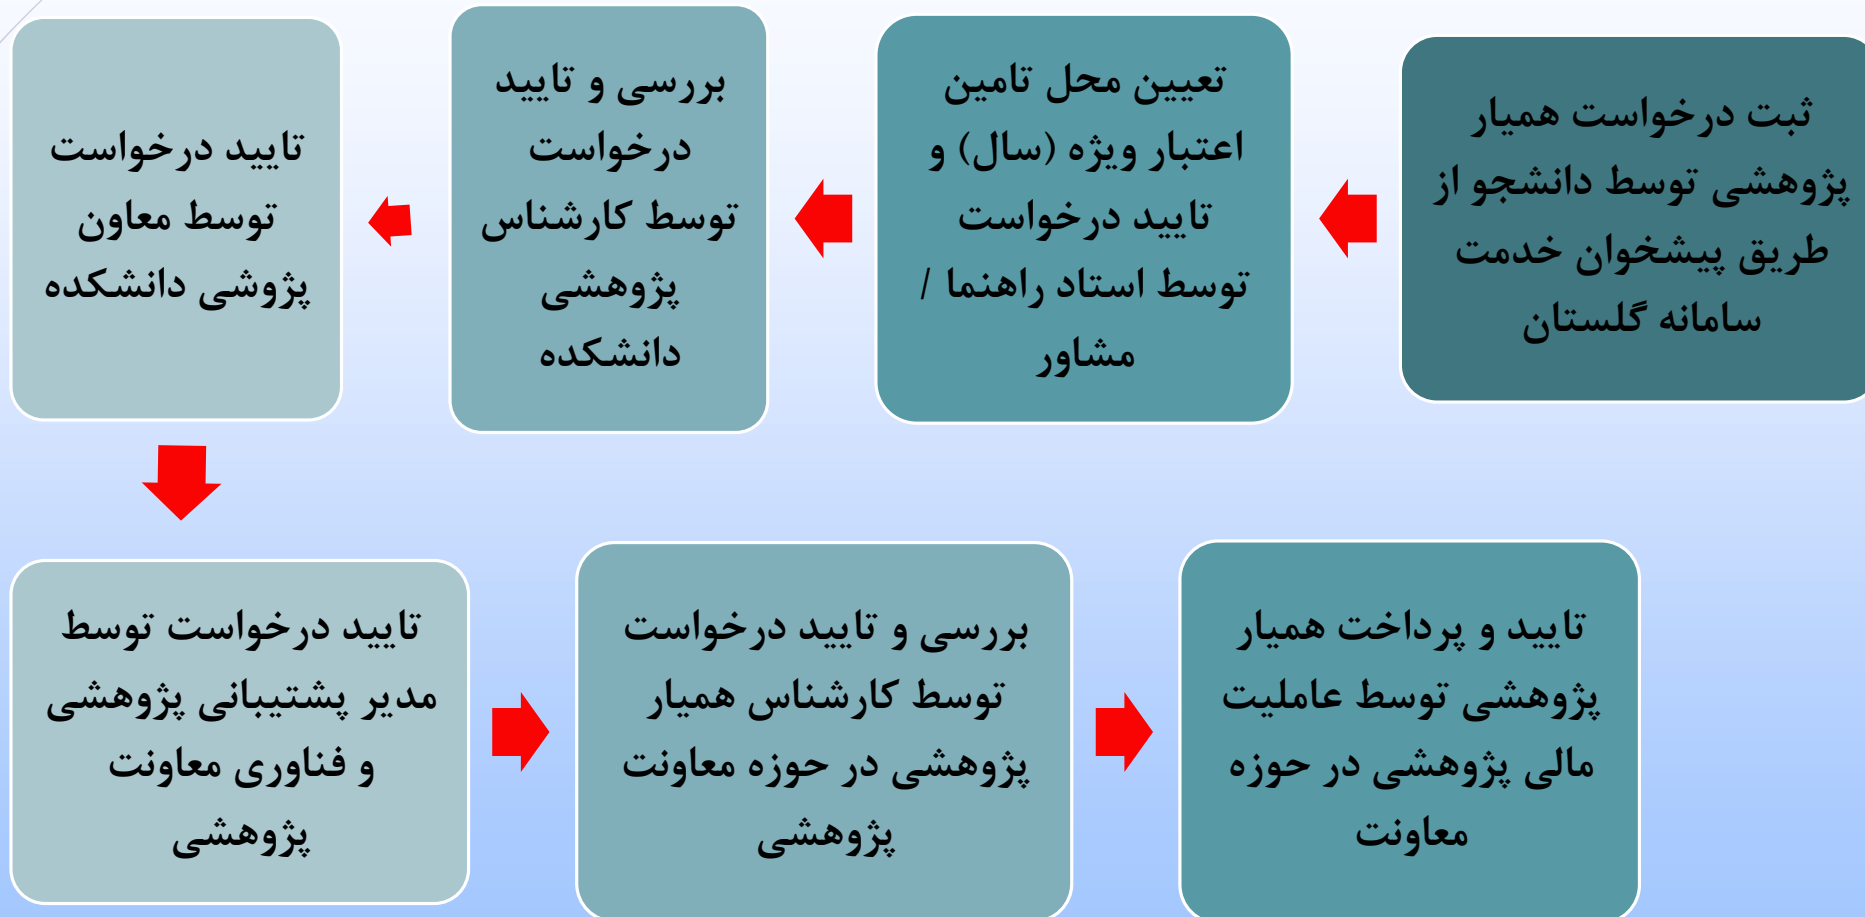 ثبت درخواست همیار
پژوهشی توسط دانشجو از
طریق پیشخوان خدمت
سامانه گلستان
تعیین محل تامین
اعتبار ویژه (سال) و
تایید درخواست
توسط استاد راهنما /
مشاور
بررسی و تایید
درخواست
توسط کارشناس
پژوهشی
دانشکده
تایید درخواست
توسط معاون
پژوشی دانشکده
تایید درخواست توسط
مدیر پشتیبانی پژوهشی
و فناوری معاونت
پژوهشی
بررسی و تایید درخواست
توسط کارشناس همیار
پژوهشی در حوزه معاونت
پژوهشی
تایید و پرداخت همیار
پژوهشی توسط عاملیت
مالی پژوهشی در حوزه
معاونت